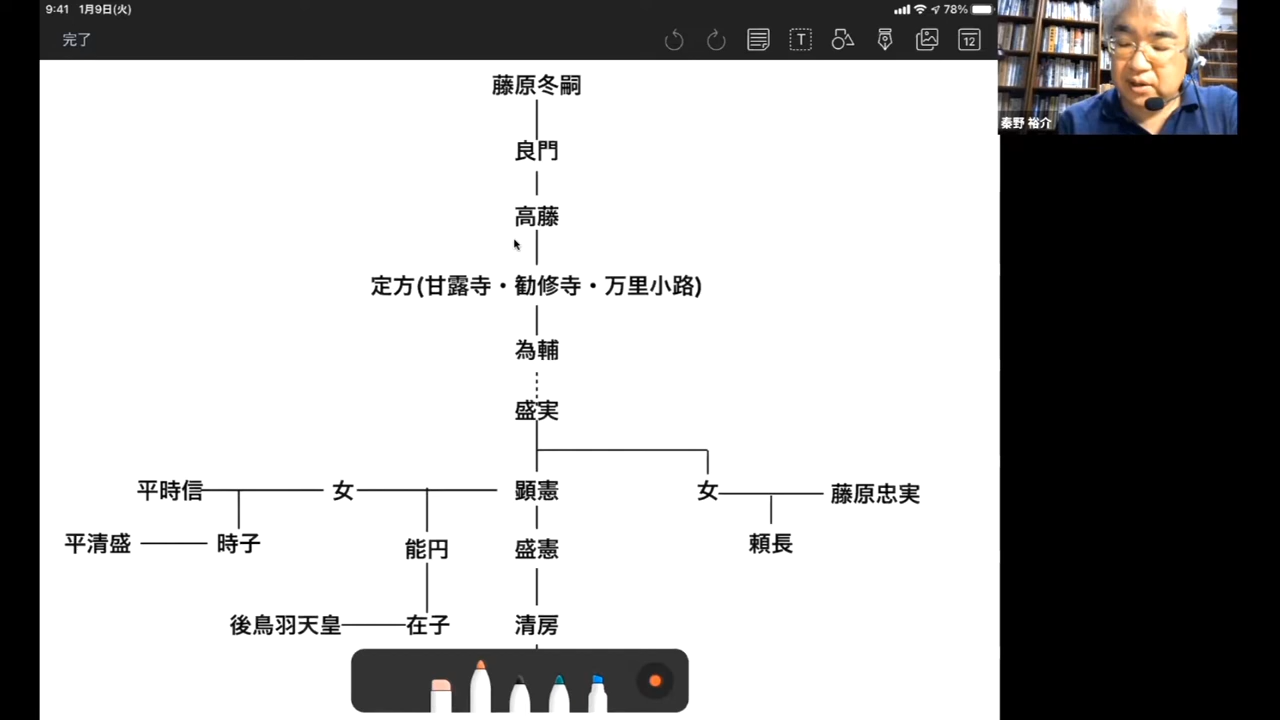 9:41 1月9日(火)
78%
完了
T
12
秦野 裕介
藤原冬嗣
良門
高藤
定方(甘露寺・勧修寺・万里小路)
為輔
盛実
平時信 女 顕憲 女 藤原忠実
平清盛 時子 能円 盛憲 頼長
後鳥羽天皇 在子 清房